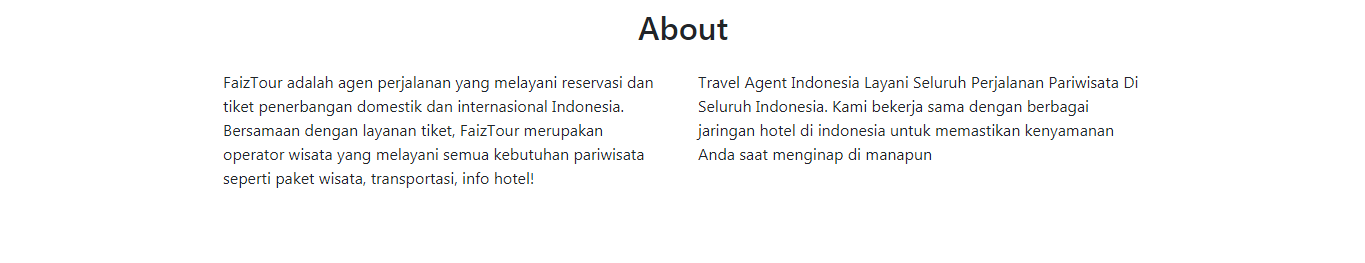 About
FaizTour adalah agen perjalanan yang melayani reservasi dan
tiket penerbangan domestik dan internasional Indonesia.
Bersamaan dengan layanan tiket, FaizTour merupakan
operator wisata yang melayani semua kebutuhan pariwisata
seperti paket wisata, transportasi, info hotel!
Travel Agent Indonesia Layani Seluruh Perjalanan Pariwisata Di
Seluruh Indonesia. Kami bekerja sama dengan berbagai
jaringan hotel di indonesia untuk memastikan kenyamanan
Anda saat menginap di manapun